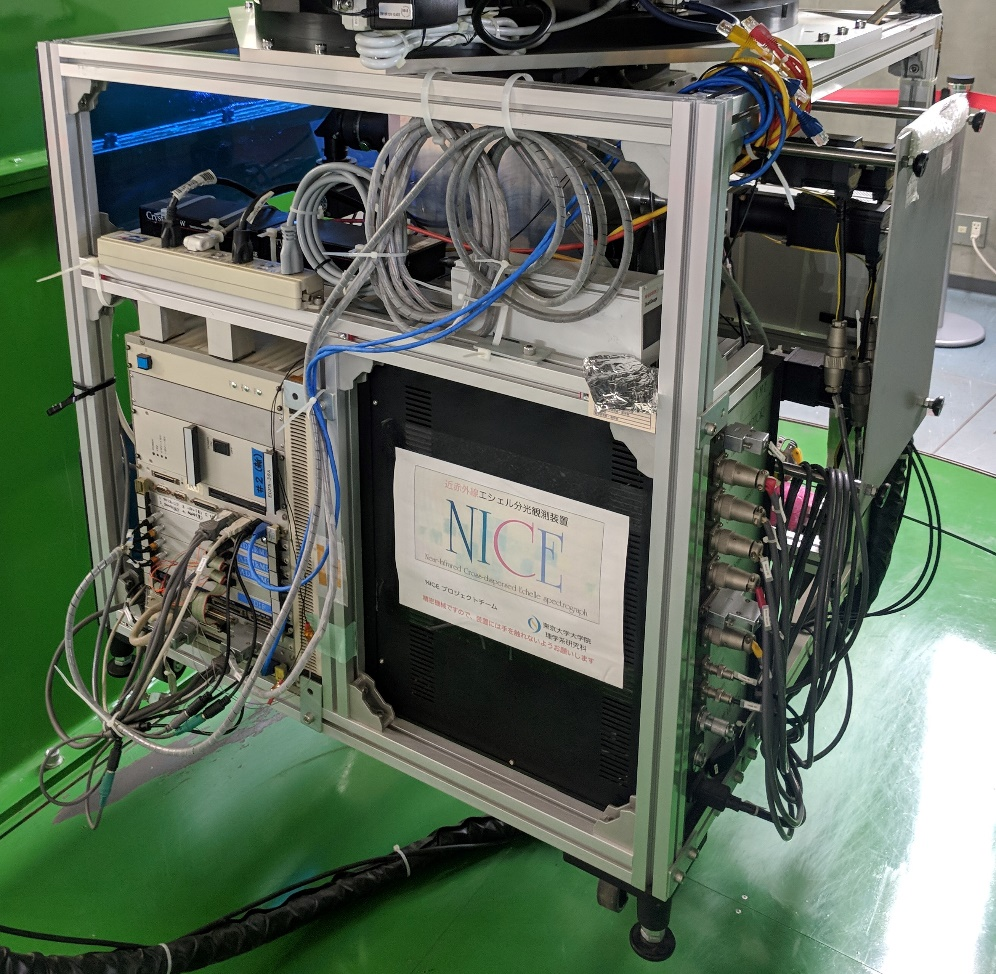 近赤外線エシェル分光観測装置
NICE
Near-Infrared Cross-dispersed Echelle spectrograph
NICE プロジェクトチーム
東京大学大学院
理学系研究科
精密機械ですので、装置には手を触れないようお願いします